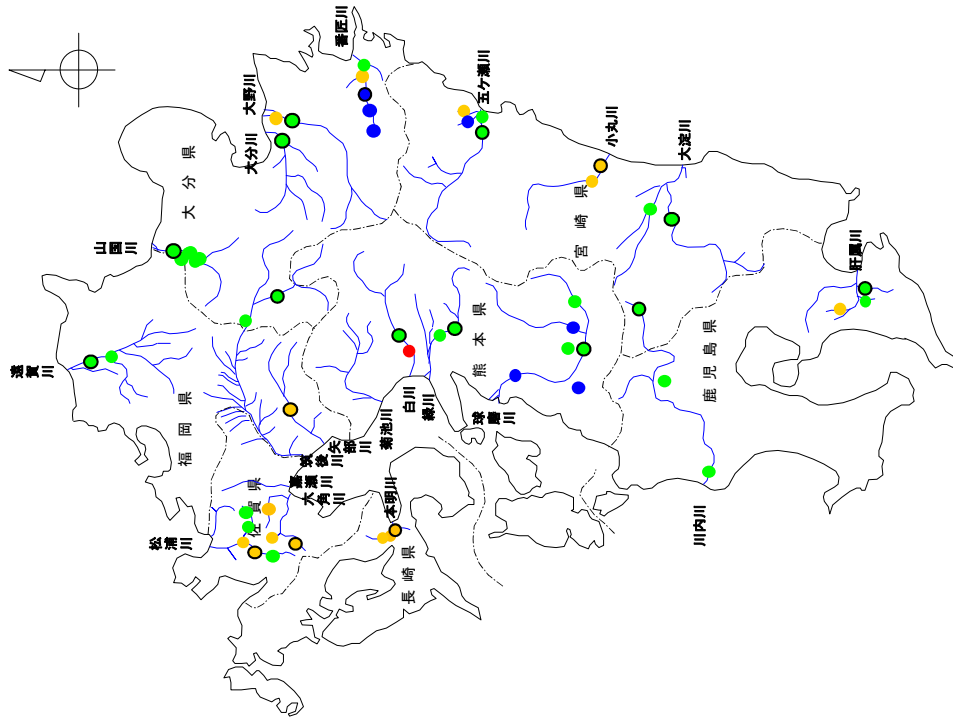 番匠川
大野川
大分川
大分県
山国川
五ケ瀬川
小丸川
大淀川
宮崎県
肝属川
遠賀川
福岡県
熊本県
鹿児島県
白川
緑川
球磨川
菊池川
矢部川
筑後川
嘉瀬川
六角川
佐賀県
松浦川
本明川
長崎県
川内川